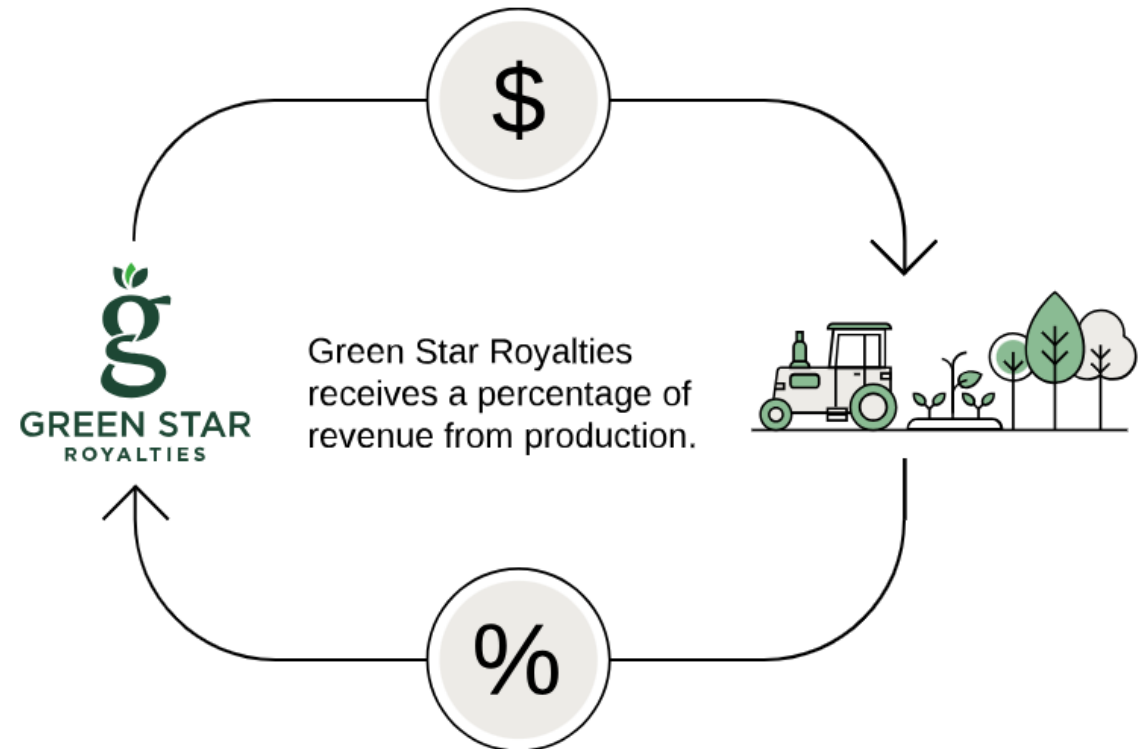 $
GREEN STAR
ROYALTIES
Green Star Royalties
receives a percentage of
revenue from production.
%